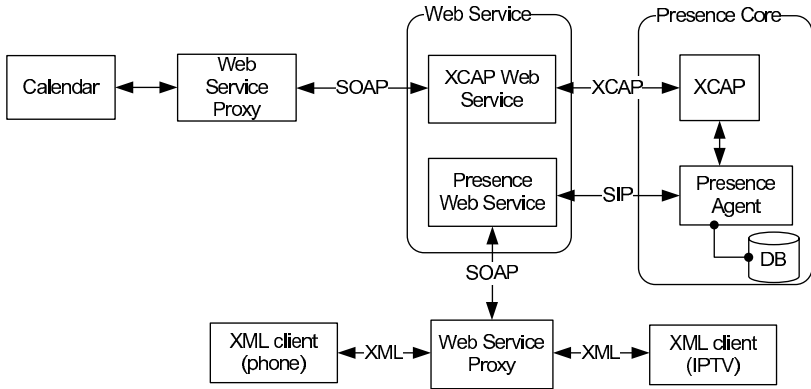 Web Service
Presence Core
Calendar
Web
Service
Proxy
SOAP
XCAP Web
Service
XCAP
XCAP
Presence
Web Service
SIP
Presence
Agent
DB
SOAP
XML client
(phone)
XML
Web Service
Proxy
XML
XML client
(IPTV)